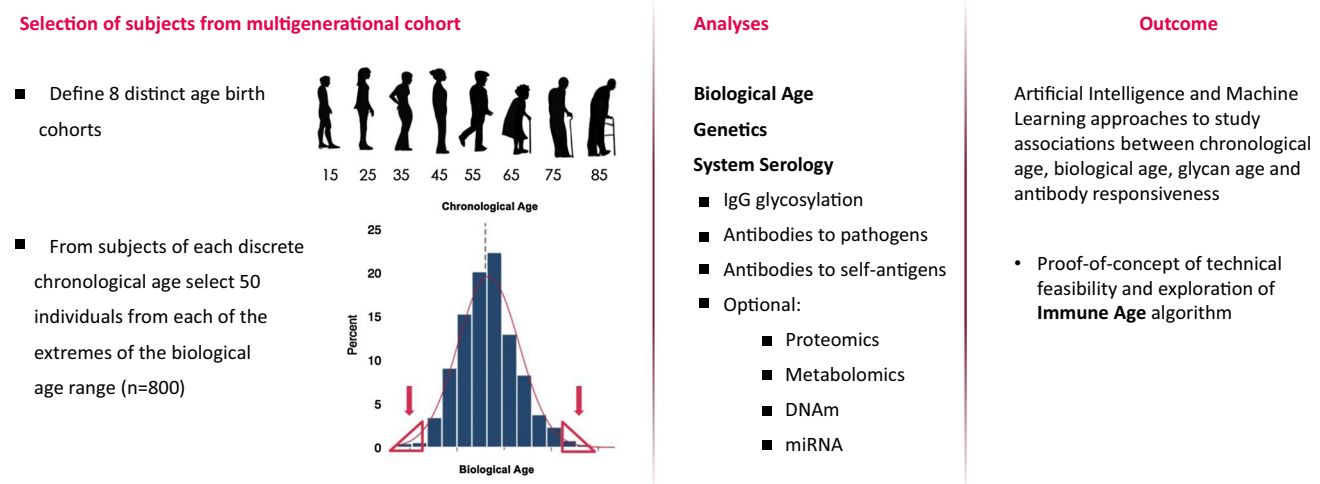 Selection of subjects from multigenerational cohort
Define 8 distinct age birth
cohorts
15 25 35 45 55 65 75 85
Chronological Age
From subjects of each discrete
chronological age select 50
individuals from each of the
extremes of the biological
age range (n=800)
25
20
15
10
5
0
Percent
Biological Age
Analyses
Biological Age
Genetics
System Serology
IgG glycosylation
Antibodies to pathogens
Antibodies to self-antigens
Optional:
Proteomics
Metabolomics
DNAm
miRNA
Outcome
Artificial Intelligence and Machine
Learning approaches to study
associations between chronological
age, biological age, glycan age and
antibody responsiveness
Proof-of-concept of technical
feasibility and exploration of
Immune Age algorithm